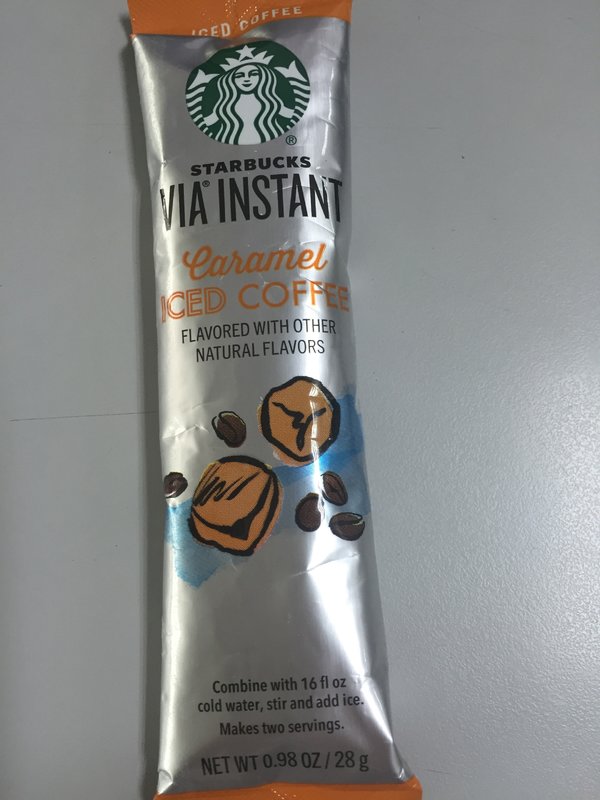 ICED COFFEE
®
STARBUCKS
VIA® INSTANT
Caramel
ICED COFFEE
FLAVORED WITH OTHER
NATURAL FLAVORS
Combine with 16 fl oz
cold water, stir and add ice.
Makes two servings.
NET WT 0.98 OZ / 28 g